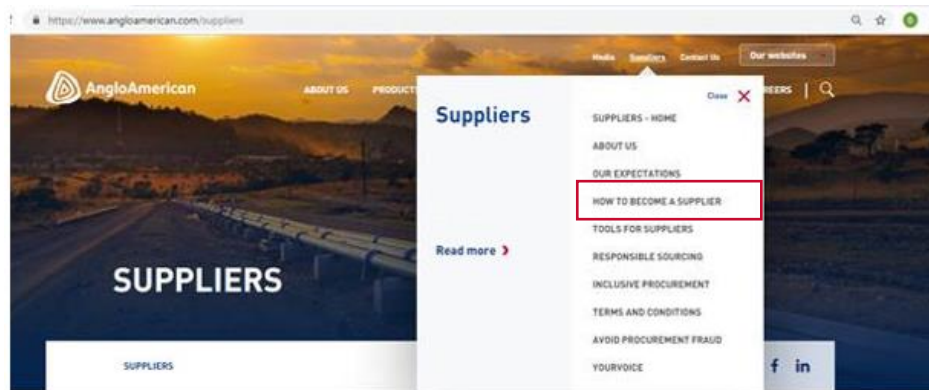 https://www.angloamerican.com/suppliers
Media Suppliers Contact Us Our websites
AngloAmerican ABOUT US PRODUCT REERS
Close
Suppliers
SUPPLIERS - HOME
ABOUT US
OUR EXPECTATIONS
HOW TO BECOME A SUPPLIER
TOOLS FOR SUPPLIERS
Read more
RESPONSIBLE SOURCING
SUPPLIERS
INCLUSIVE PROCUREMENT
TERMS AND CONDITIONS
AVOID PROCUREMENT FRAUD
SUPPLIERS
YOURVOICE
f in